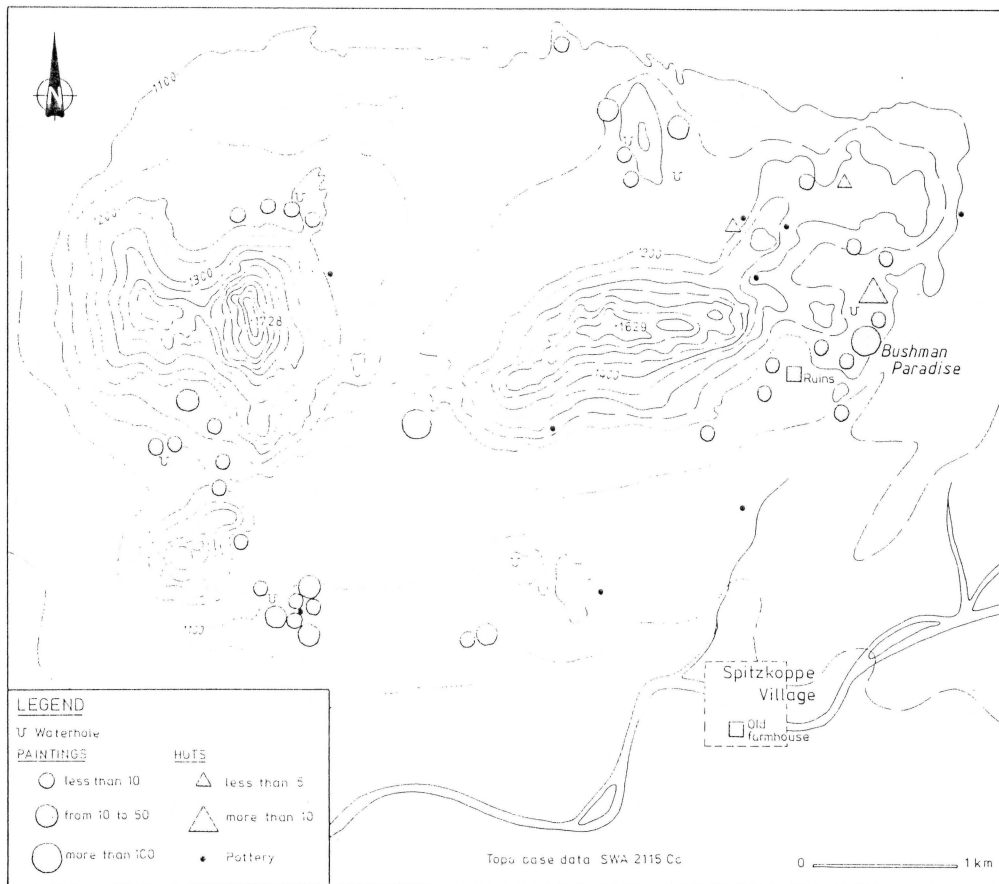 N
1100
1200
1300
1728
1200
1629
1400
Bushman
Paradise
Ruins
1100
Spitzkoppe
Village
Old
farmhouse
LEGEND
Waterhole
PAINTINGS
HUTS
less than 10
less than 5
from 10 to 50
more than 10
more than 100
Pottery
Topo base data SWA 2115 Cc
0
1 km